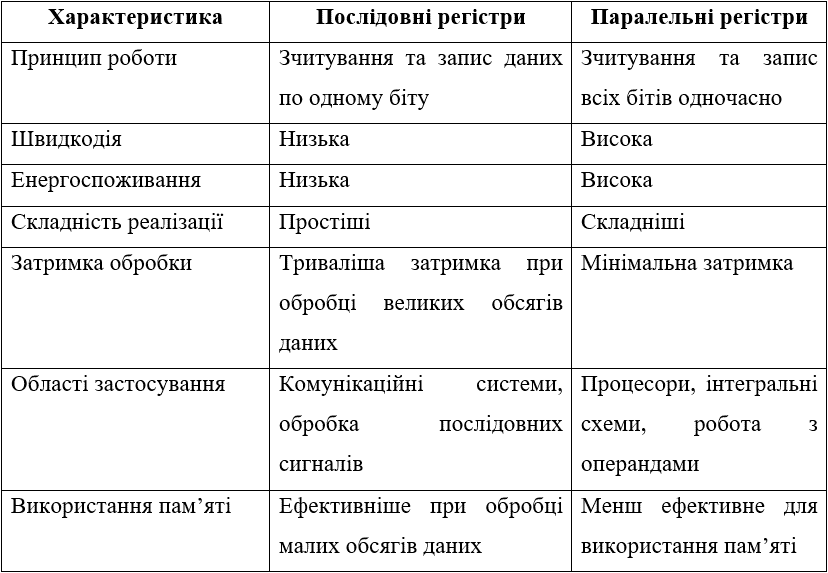 Характеристика Послідовні регістри Паралельні регістри
Принцип роботи Зчитування та запис даних Зчитування та запис
по одному біту всіх бітів одночасно
Швидкодія Низька Висока
Енергоспоживання Низька Висока
Складність реалізації Простіші Складніші
Затримка обробки Триваліша затримка при Мінімальна затримка
обробці великих обсягів
даних
Області застосування Комунікаційні системи, Процесори, інтегральні
обробка послідовних схеми, робота з
сигналів операндами
Використання пам’яті Ефективніше при обробці Менш ефективне для
малих обсягів даних використання пам’яті